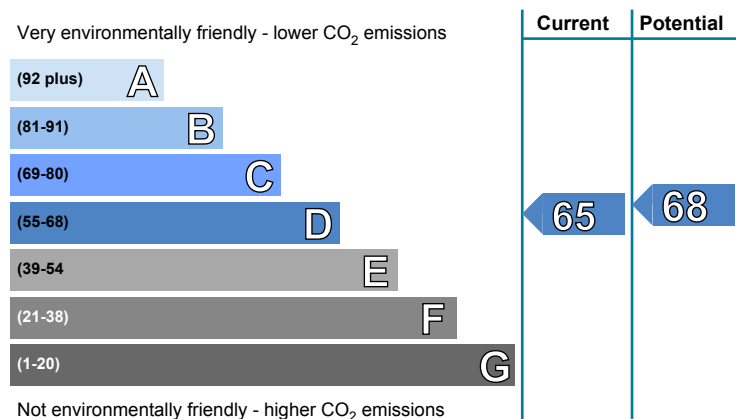 Current Potential
Very environmentally friendly - lower CO2 emissions
(92 plus) A
(81-91) B
(69-80) C
(55-68) D
65 68
(39-54 E
(21-38) F
(1-20) G
Not environmentally friendly - higher CO2 emissions